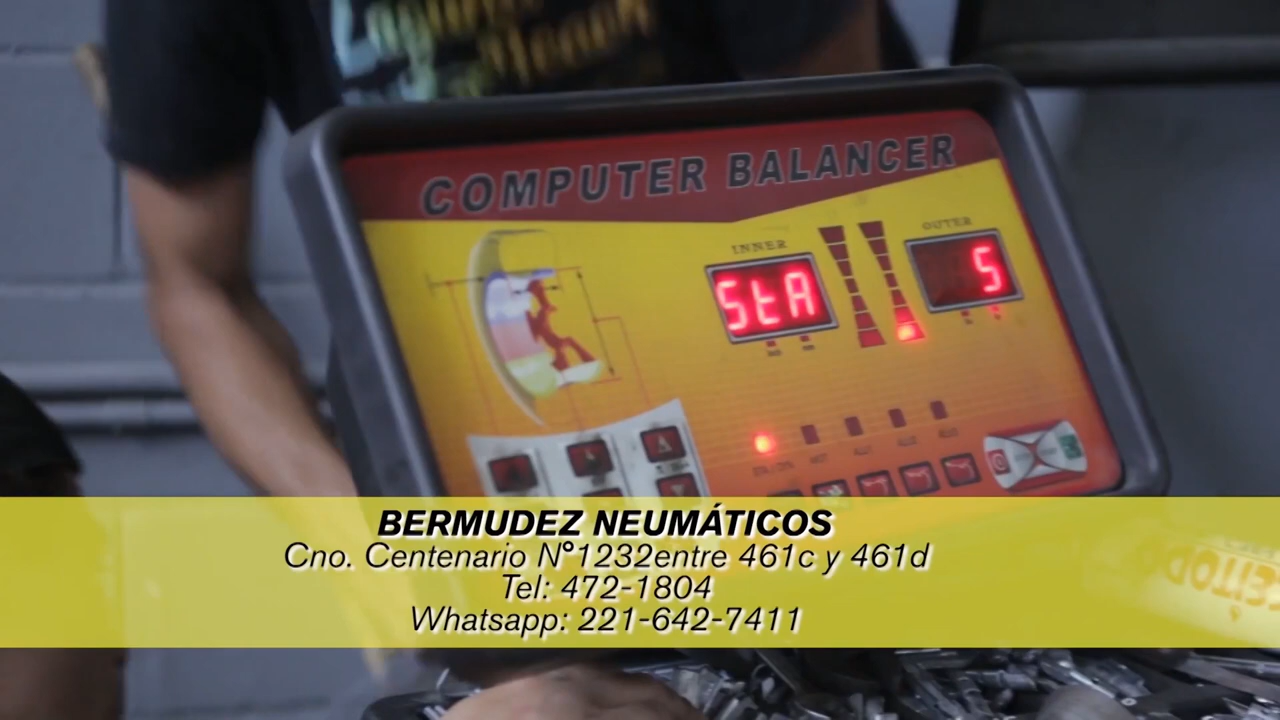 COMPUTER BALANCER
INNER
OUTER
StA
5
BERMUDEZ NEUMÁTICOS
Cno. Centenario N°1232entre 461c y 461d
Tel: 472-1804
Whatsapp: 221-642-7411